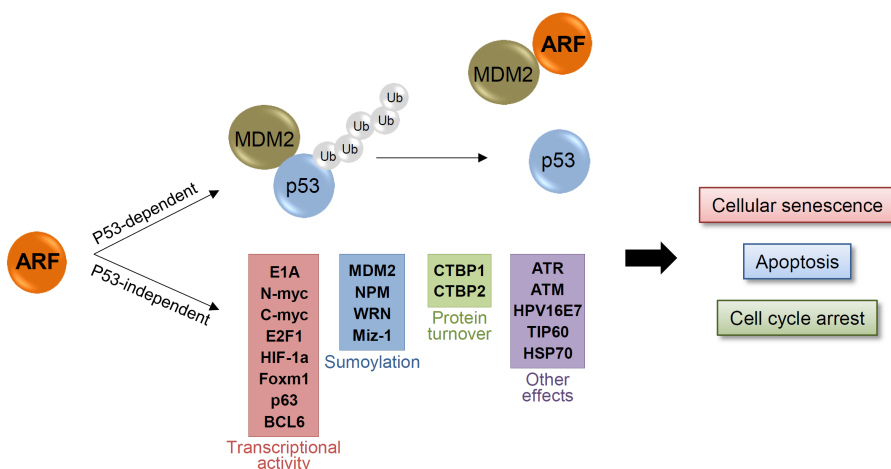 ARF
P53-dependent
P53-independent
MDM2
p53
Ub
Ub
Ub
Ub
Ub
MDM2
ARF
p53
E1A
N-myc
C-myc
E2F1
HIF-1a
Foxm1
p63
BCL6
Transcriptional
activity
MDM2
NPM
WRN
Miz-1
Sumoylation
CTBP1
CTBP2
Protein
turnover
ATR
ATM
HPV16E7
TIP60
HSP70
Other
effects
Cellular senescence
Apoptosis
Cell cycle arrest